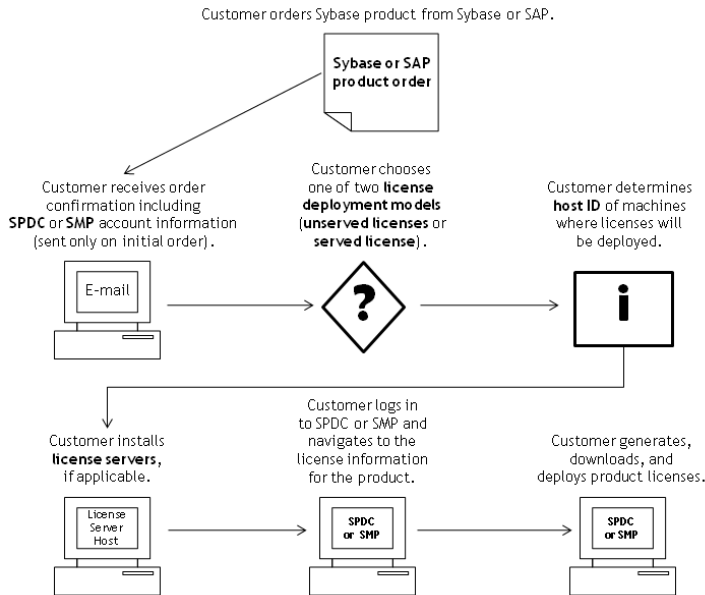 Customer orders Sybase product from Sybase or SAP.
Sybase or SAP
product order
Customer receives order
confirmation including
SPDC or SMP account information
(sent only on initial order).
E-mail
Customer chooses
one of two license
deployment models
(unserved licenses or
served license).
?
Customer determines
host ID of machines
where licenses will
be deployed.
i
Customer installs
license servers,
if applicable.
License
Server
Host
Customer logs in
to SPDC or SMP and
navigates to the
license information
for the product.
SPDC
or SMP
Customer generates,
downloads, and
deploys product licenses.
SPDC
or SMP